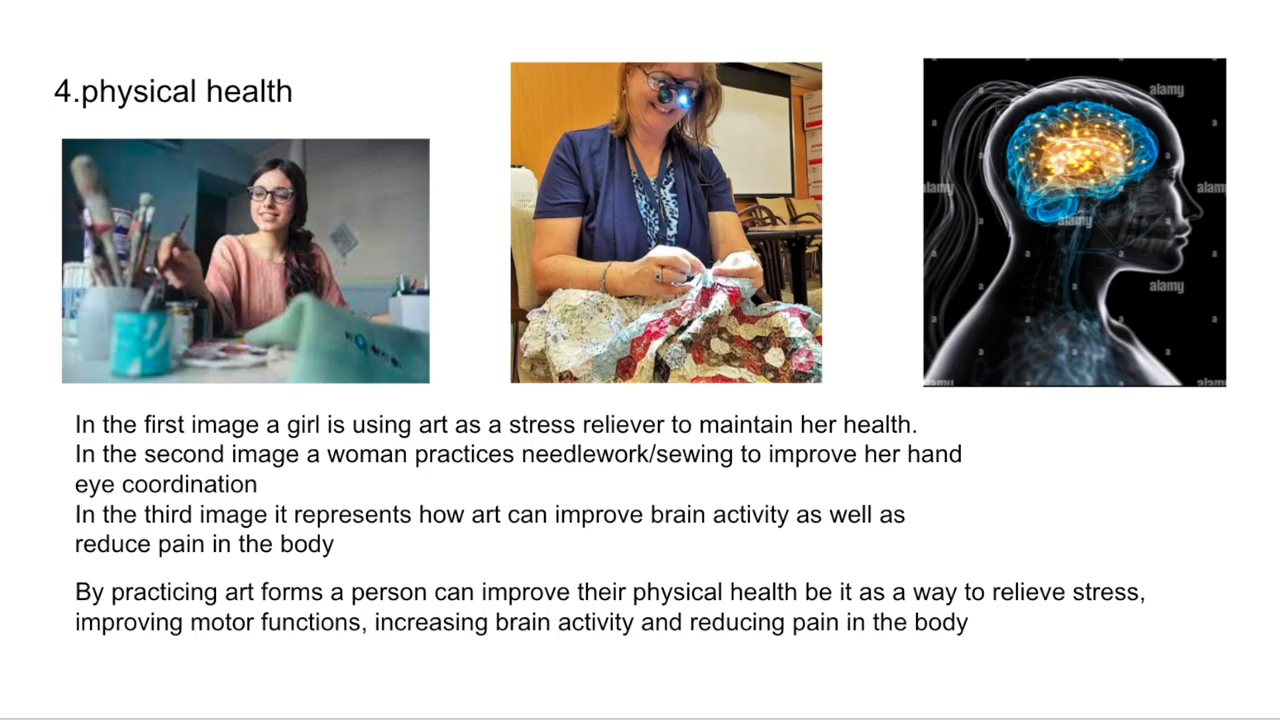 4.physical health
alamy
alamy
alamy
alamy
In the first image a girl is using art as a stress reliever to maintain her health.
In the second image a woman practices needlework/sewing to improve her hand
eye coordination
In the third image it represents how art can improve brain activity as well as
reduce pain in the body
By practicing art forms a person can improve their physical health be it as a way to relieve stress,
improving motor functions, increasing brain activity and reducing pain in the body